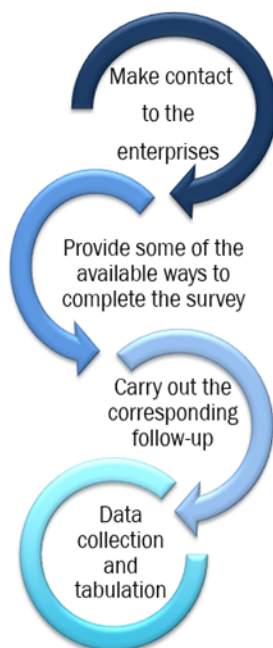 Make contact
to the
enterprises
Provide some of the
available ways to
complete the survey
Carry out the
corresponding
follow-up
Data
collection
and
tabulation